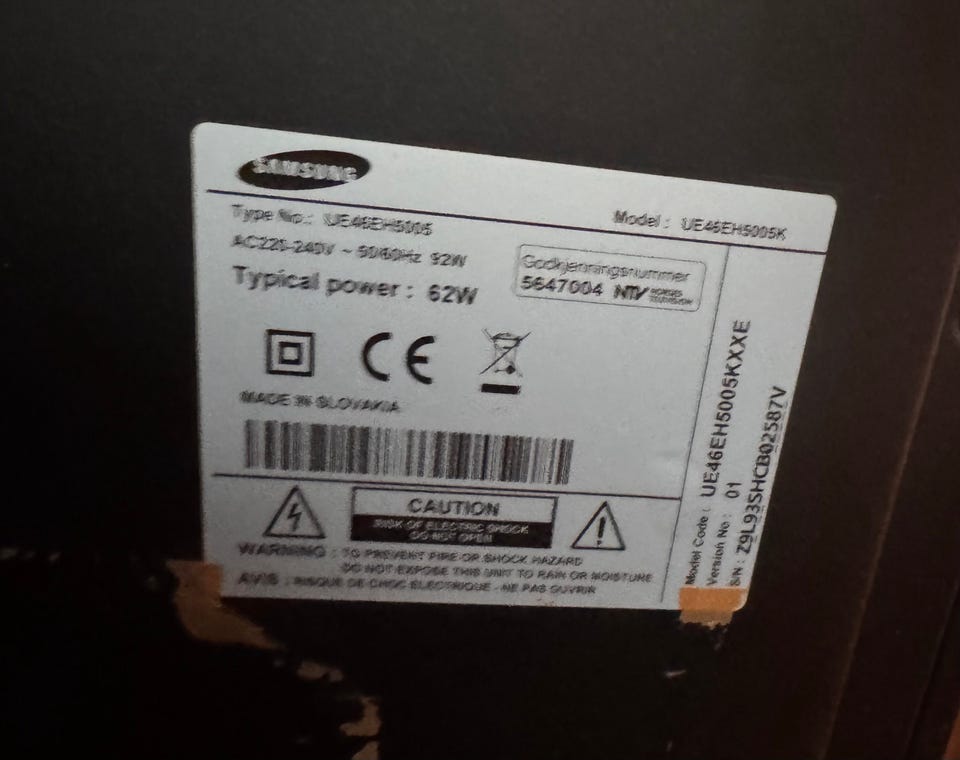 SAMSUNG
Type No.: UE46EH5005
Model : UE46EH5005K
AC220-240V ~ 50/60Hz 92W
Typical power : 62W
Godkjenningsnummer
5647004 NTV NORGES TELEVISION
MADE IN SLOVAKIA
CAUTION
RISK OF ELECTRIC SHOCK
DO NOT OPEN
WARNING : TO PREVENT FIRE OR SHOCK HAZARD
DO NOT EXPOSE THIS UNIT TO RAIN OR MOISTURE
AVIS : RISQUE DE CHOC ELECTRIQUE - NE PAS OUVRIR
Model Code : UE46EH5005KXXE
Version No : 01
S/N : Z9L93SHCB02587V